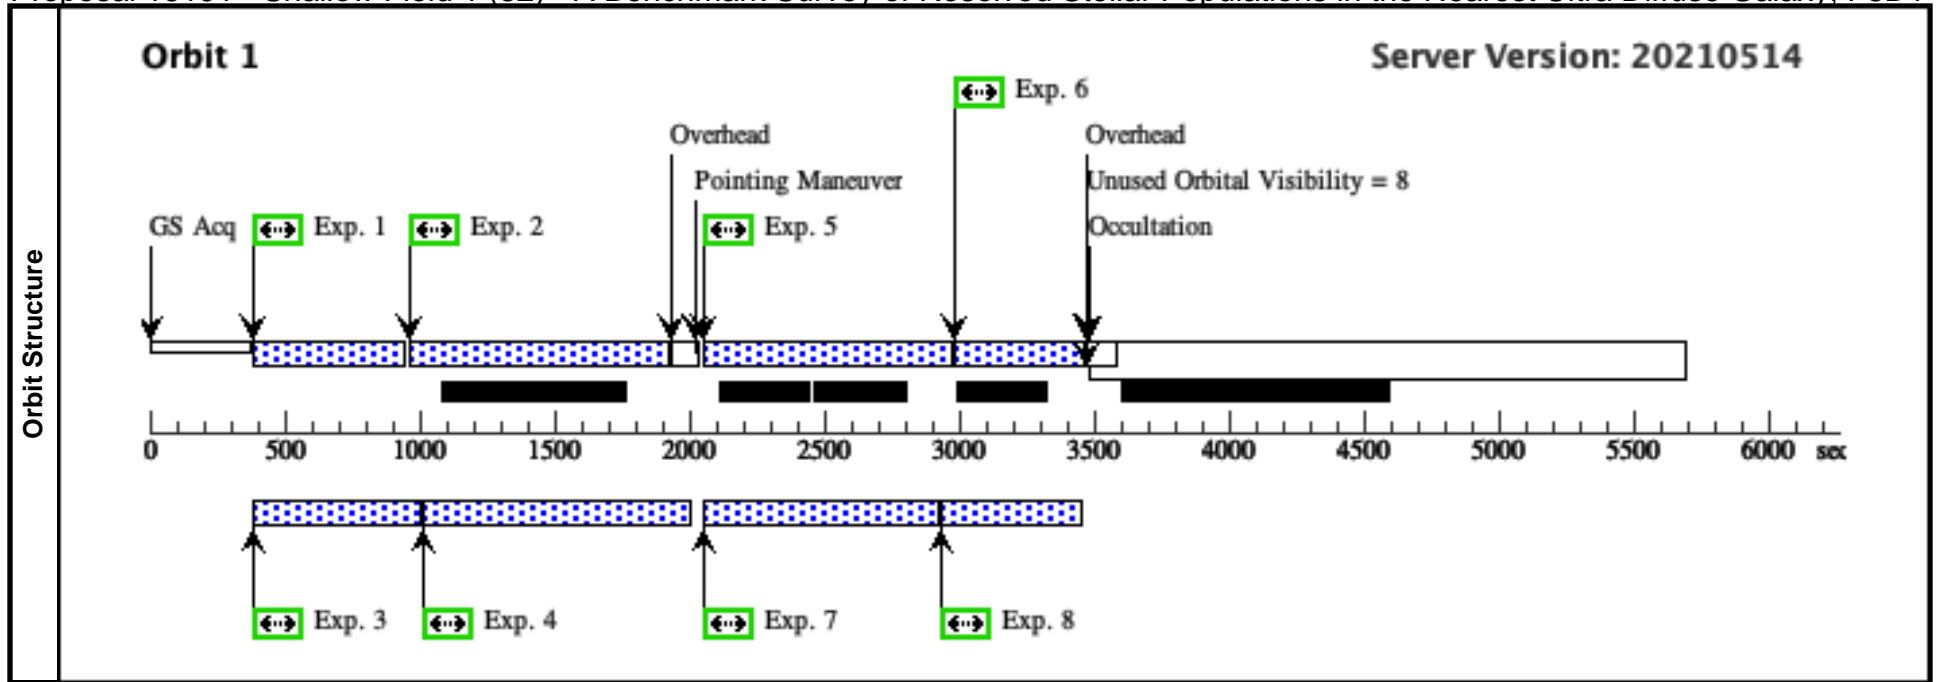 Orbit Structure
Orbit 1
Server Version: 20210514
Exp. 6
Overhead
Overhead
Pointing Maneuver
Unused Orbital Visibility = 8
GS Acq
Exp. 1
Exp. 2
Exp. 5
Occultation
0 500 1000 1500 2000 2500 3000 3500 4000 4500 5000 5500 6000 sec
Exp. 3
Exp. 4
Exp. 7
Exp. 8